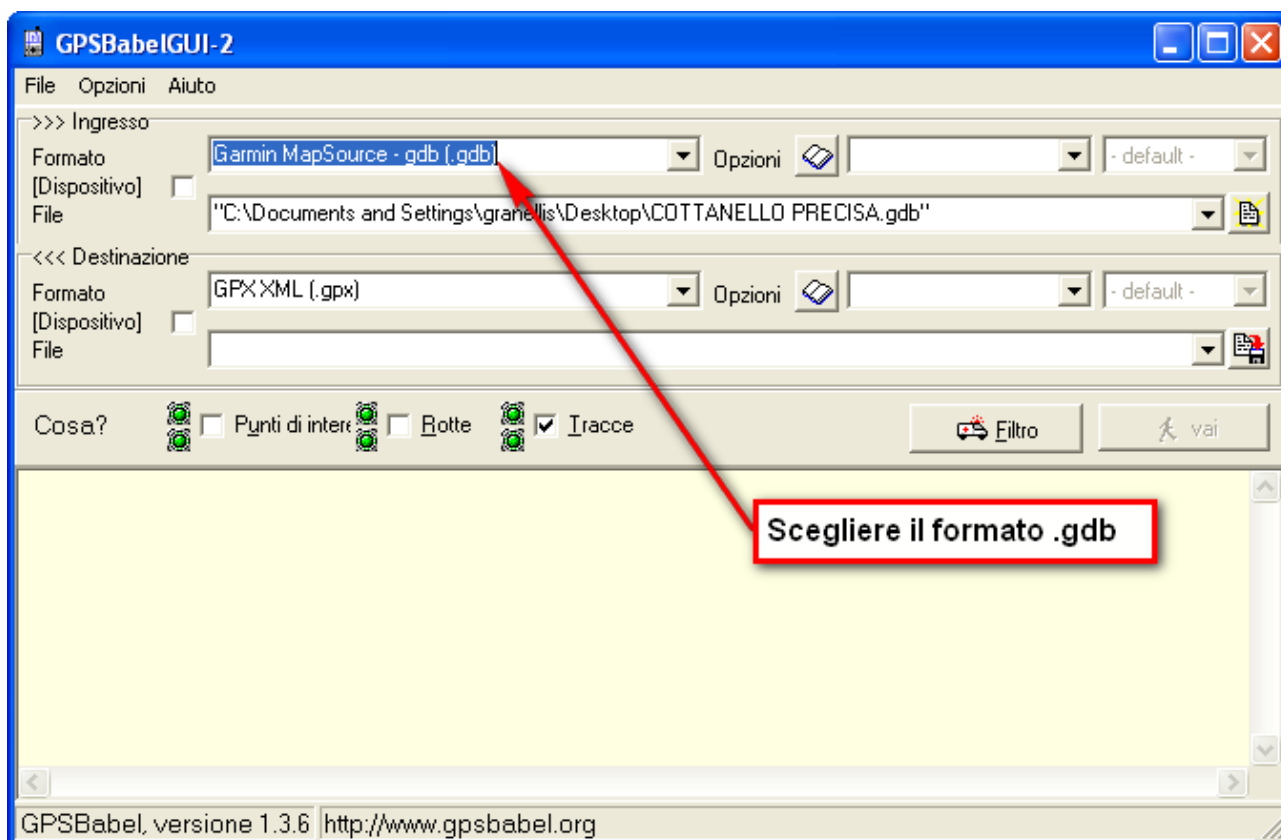 GPSBabelGUI-2
File Opzioni Aiuto
>>> Ingresso
Formato Garmin MapSource - gdb (.gdb) Opzioni - default -
[Dispositivo]
File "C:\Documents and Settings\granellis\Desktop\COTTANELLO PRECISA.gdb"
<<< Destinazione
Formato GPX XML (.gpx) Opzioni - default -
[Dispositivo]
File
Cosa? Punti di intere Rotte Tracce Filtro vai
Scegliere il formato .gdb
GPSBabel, versione 1.3.6 http://www.gpsbabel.org